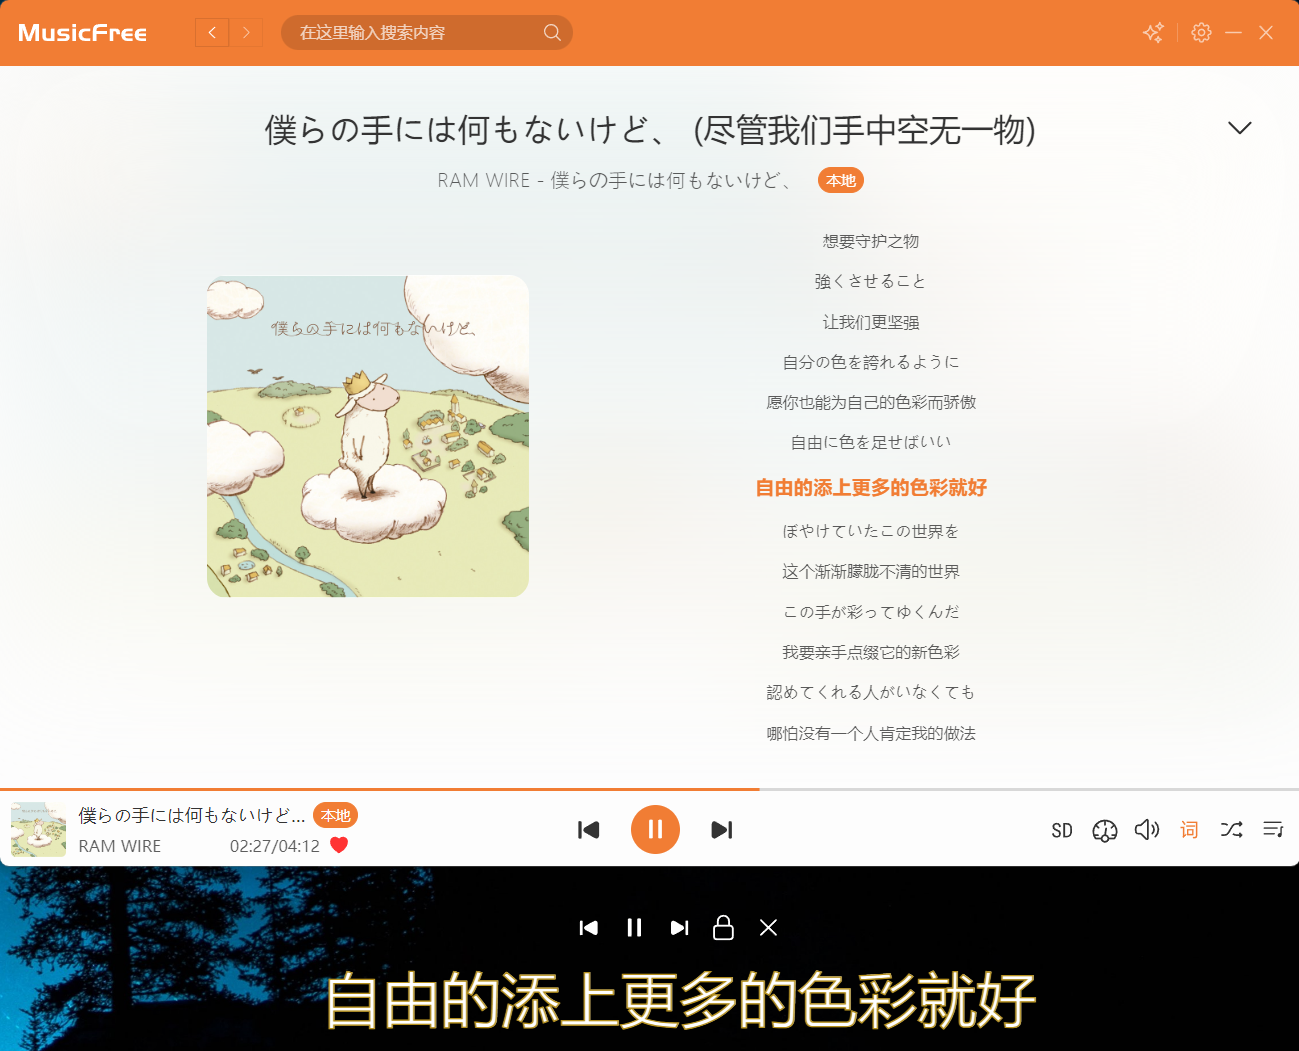 MusicFree
在这里输入搜索内容
僕らの手には何もないけど、 (尽管我们手中空无一物)
RAM WIRE - 僕らの手には何もないけど、 本地
僕らの手には何もないけど、
想要守护之物
強くさせること
让我们更坚强
自分の色を誇れるように
愿你也能为自己的色彩而骄傲
自由に色を足せばいい
自由的添上更多的色彩就好
ぼやけていたこの世界を
这个渐渐朦胧不清的世界
この手が彩ってゆくんだ
我要亲手点缀它的新色彩
認めてくれる人がいなくても
哪怕没有一个人肯定我的做法
僕らの手には何もないけど... 本地
RAM WIRE 02:27/04:12
SD 词
自由的添上更多的色彩就好